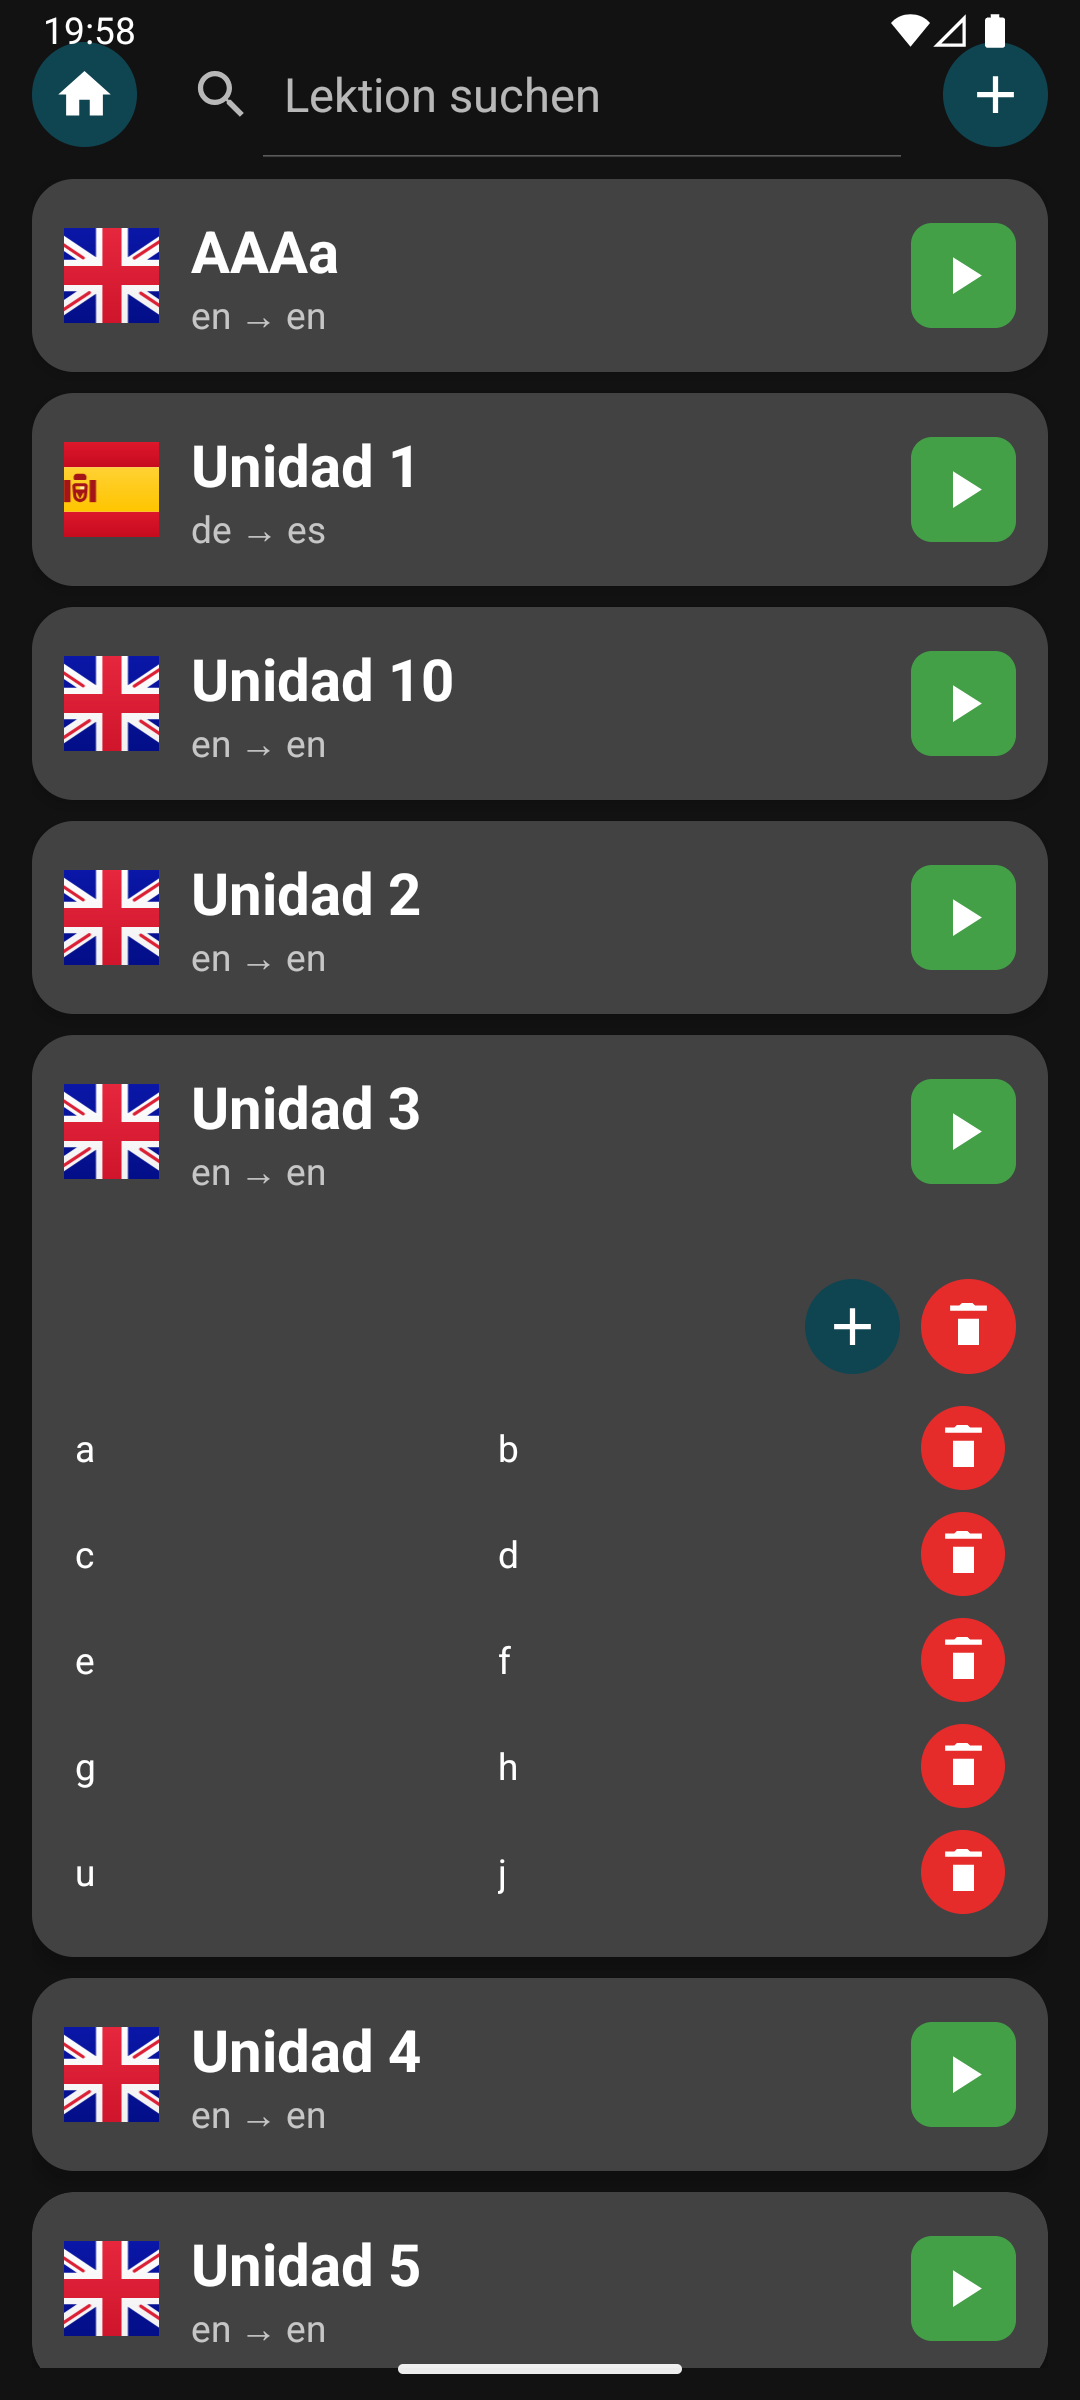 19:58
Lektion suchen
AAAa
en → en
Unidad 1
de → es
Unidad 10
en → en
Unidad 2
en → en
Unidad 3
en → en
a b
c d
e f
g h
u j
Unidad 4
en → en
Unidad 5
en → en